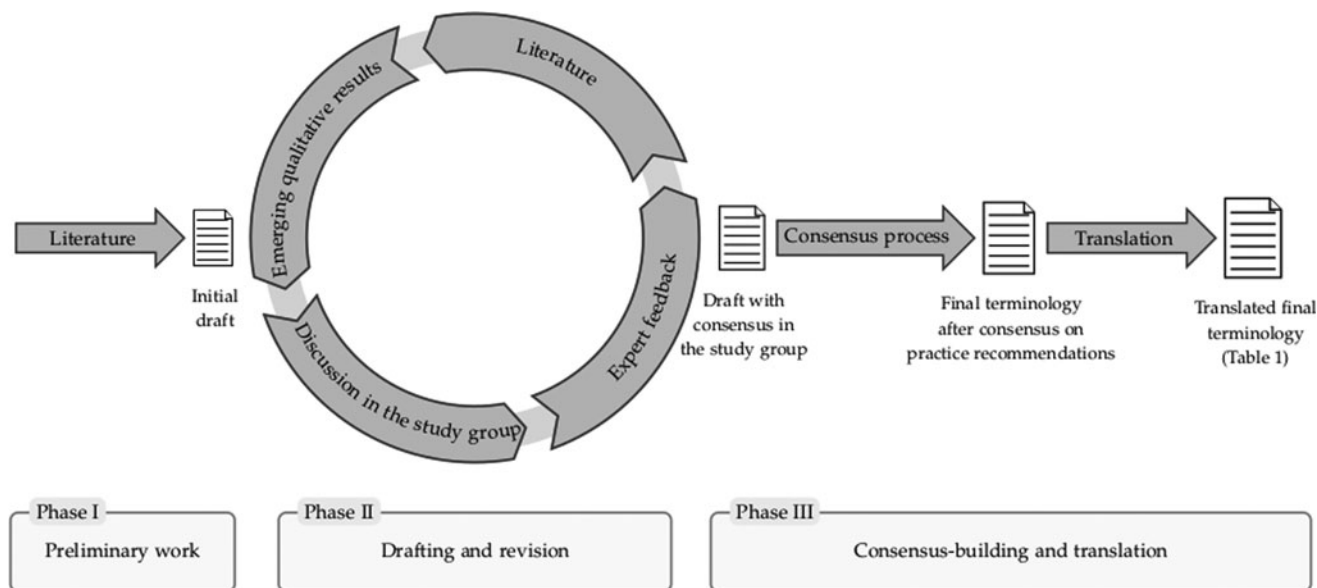 Literature
Initial
draft
Emerging qualitative results
Literature
Discussion in the study group
Expert feedback
Draft with
consensus in
the study group
Consensus process
Final terminology
after consensus on
practice recommendations
Translation
Translated final
terminology
(Table 1)
Phase I
Preliminary work
Phase II
Drafting and revision
Phase III
Consensus-building and translation